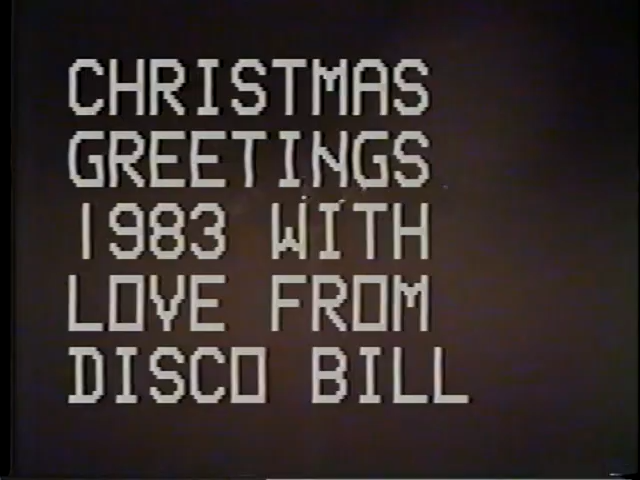 CHRISTMAS
GREETINGS
1983 WITH
LOVE FROM
DISCO BILL